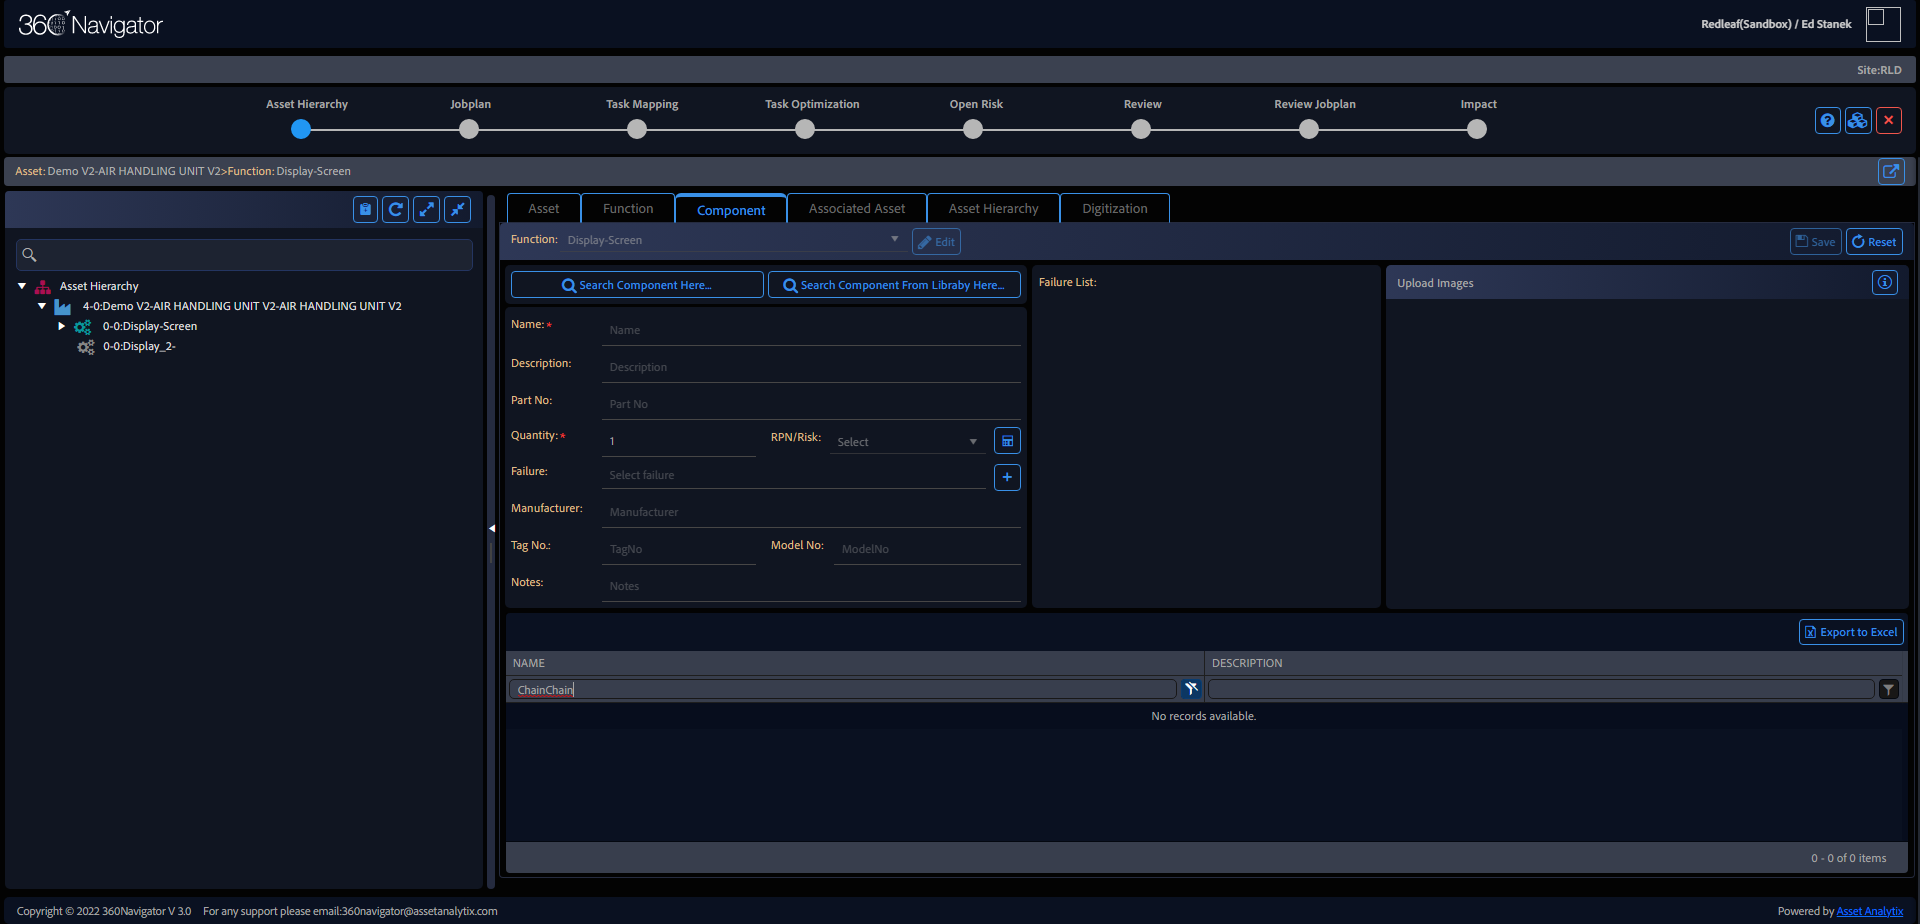 360 Navigator
Redleaf(Sandbox) / Ed Stanek
Site:RLD
Asset Hierarchy
Jobplan
Task Mapping
Task Optimization
Open Risk
Review
Review Jobplan
Impact
Asset: Demo V2-AIR HANDLING UNIT V2>Function: Display-Screen
Asset
Function
Component
Associated Asset
Asset Hierarchy
Digitization
Function: Display-Screen
Edit
Save
Reset
Asset Hierarchy
4-0:Demo V2-AIR HANDLING UNIT V2-AIR HANDLING UNIT V2
0-0:Display-Screen
0-0:Display_2-
Search Component Here...
Search Component From Libraby Here...
Name:* Name
Description: Description
Part No: Part No
Quantity:* 1 RPN/Risk: Select
Failure: Select failure
Manufacturer: Manufacturer
Tag No.: TagNo Model No: ModelNo
Notes: Notes
Failure List:
Upload Images
Export to Excel
NAME DESCRIPTION
ChainChain
No records available.
0 - 0 of 0 items
Copyright © 2022 360Navigator V 3.0 For any support please email:360navigator@assetanalytix.com
Powered by Asset Analytix